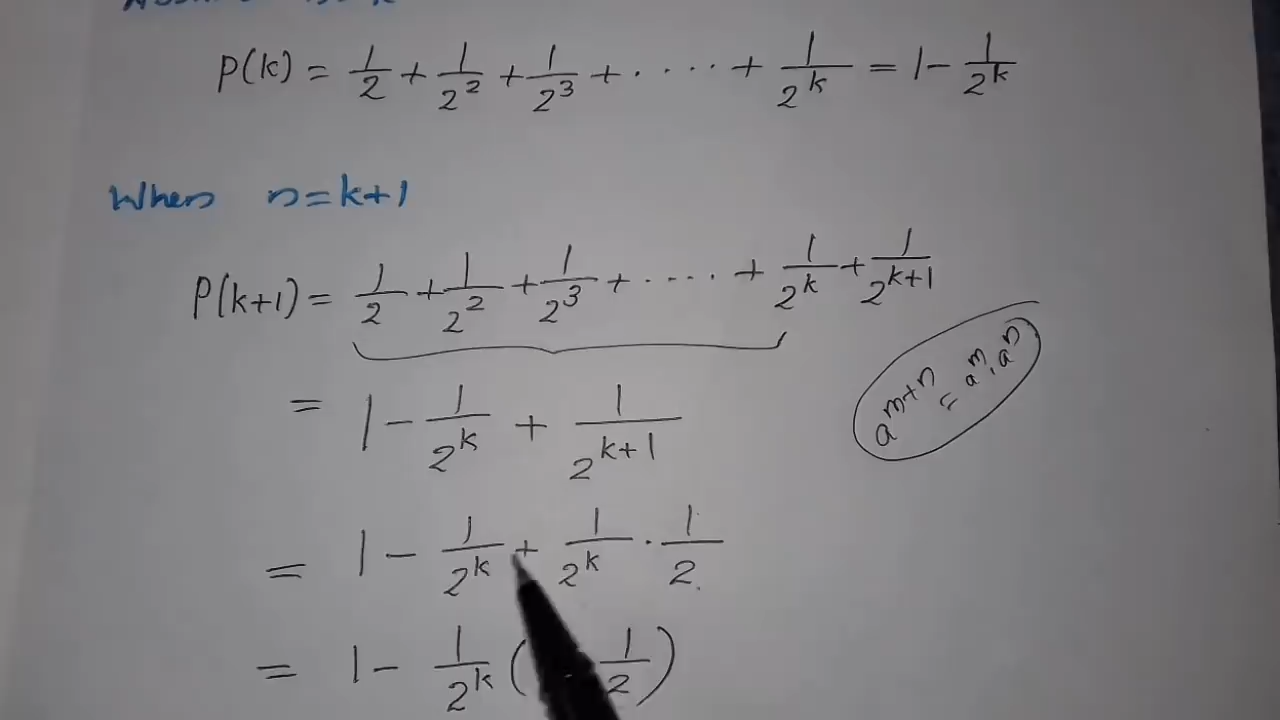 P(k) = 1/2 + 1/2^2 + 1/2^3 + ..... + 1/2^k = 1 - 1/2^k
When n=k+1
P(k+1) = 1/2 + 1/2^2 + 1/2^3 + ..... + 1/2^k + 1/2^(k+1)
a^(m+n) = a^m . a^n
= 1 - 1/2^k + 1/2^(k+1)
= 1 - 1/2^k + 1/2^k . 1/2
= 1 - 1/2^k ( 1/2 )